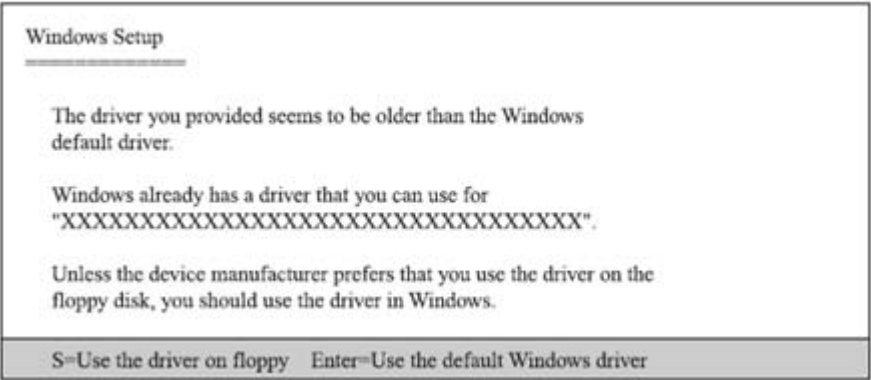 Windows Setup
=============
The driver you provided seems to be older than the Windows
default driver.
Windows already has a driver that you can use for
"XXXXXXXXXXXXXXXXXXXXXXXXXXXXXXXXX".
Unless the device manufacturer prefers that you use the driver on the
floppy disk, you should use the driver in Windows.
S=Use the driver on floppy    Enter=Use the default Windows driver